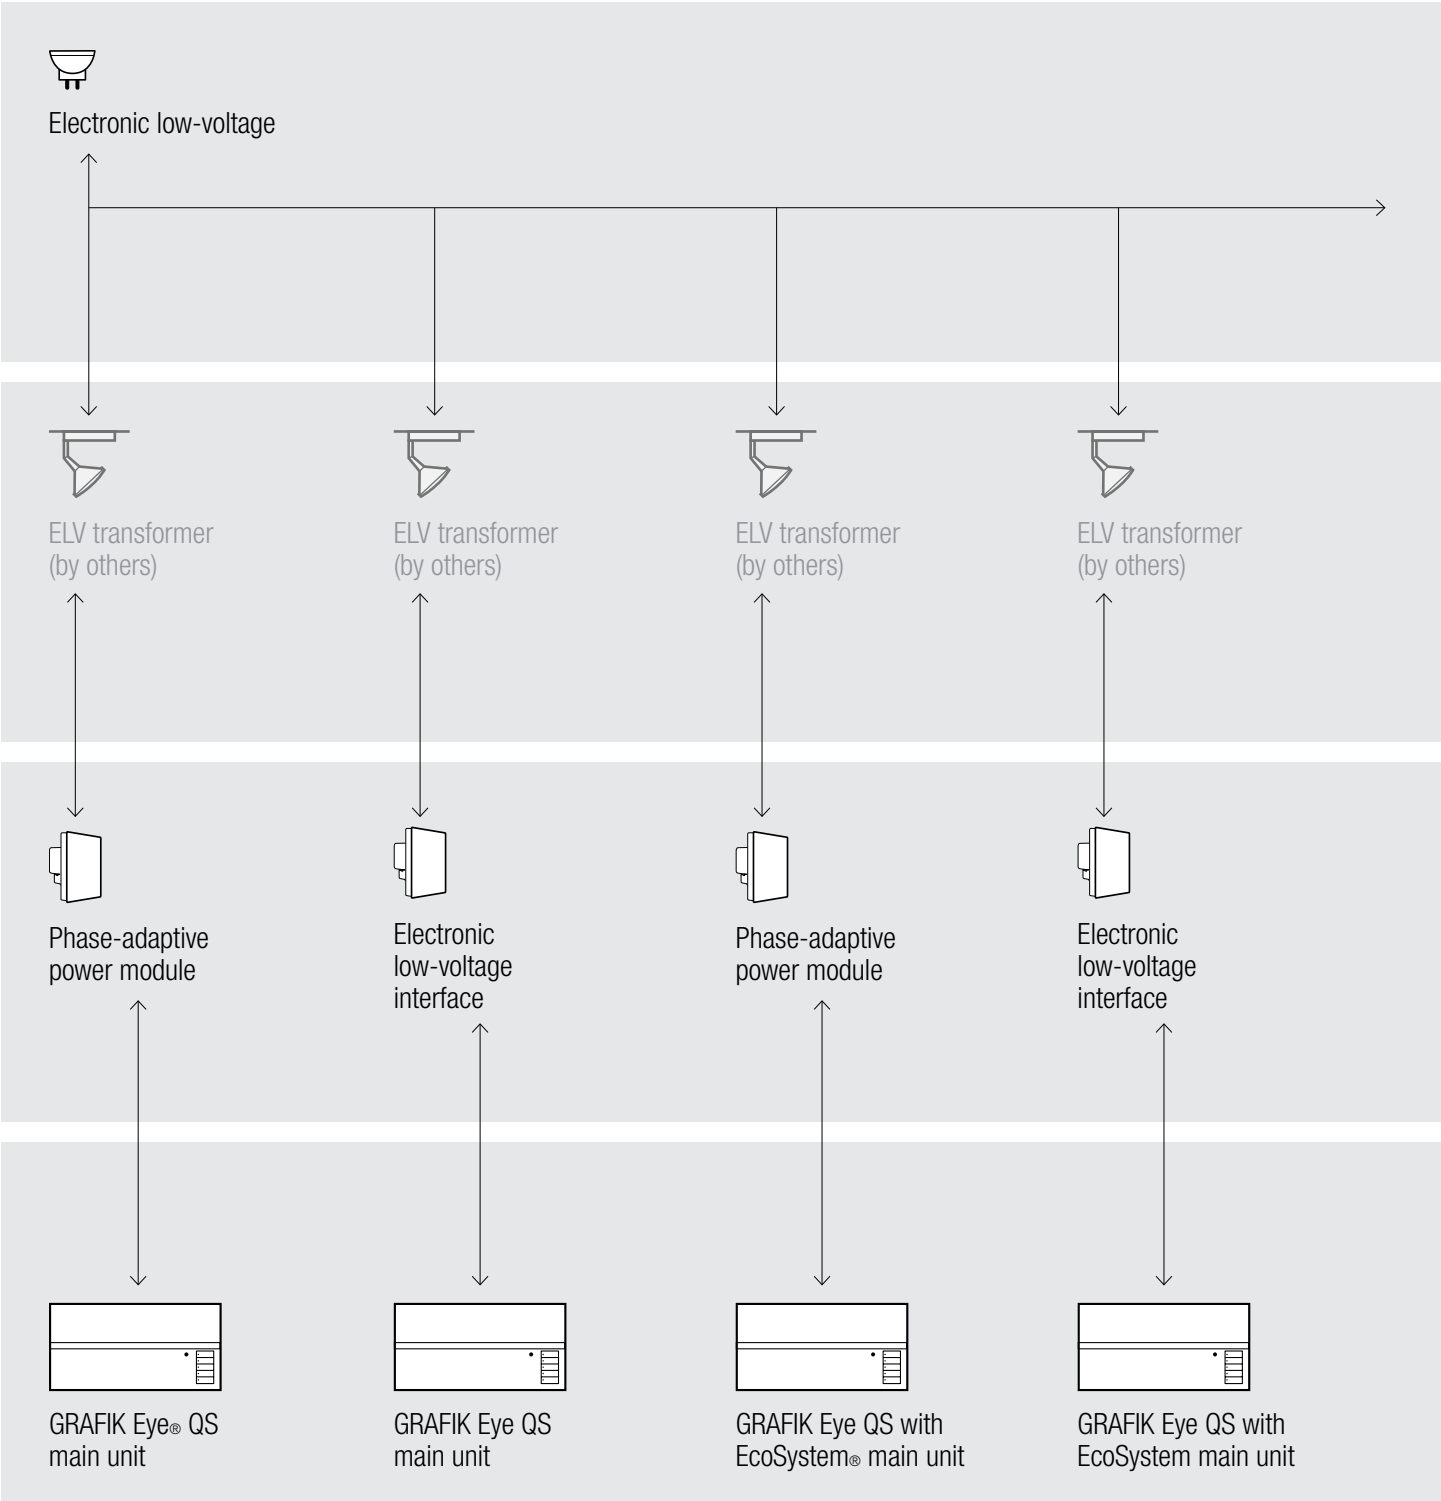 Electronic low-voltage
ELV transformer
(by others)
ELV transformer
(by others)
ELV transformer
(by others)
ELV transformer
(by others)
Phase-adaptive
power module
Electronic
low-voltage
interface
Phase-adaptive
power module
Electronic
low-voltage
interface
GRAFIK Eye® QS
main unit
GRAFIK Eye QS
main unit
GRAFIK Eye QS with
EcoSystem® main unit
GRAFIK Eye QS with
EcoSystem main unit